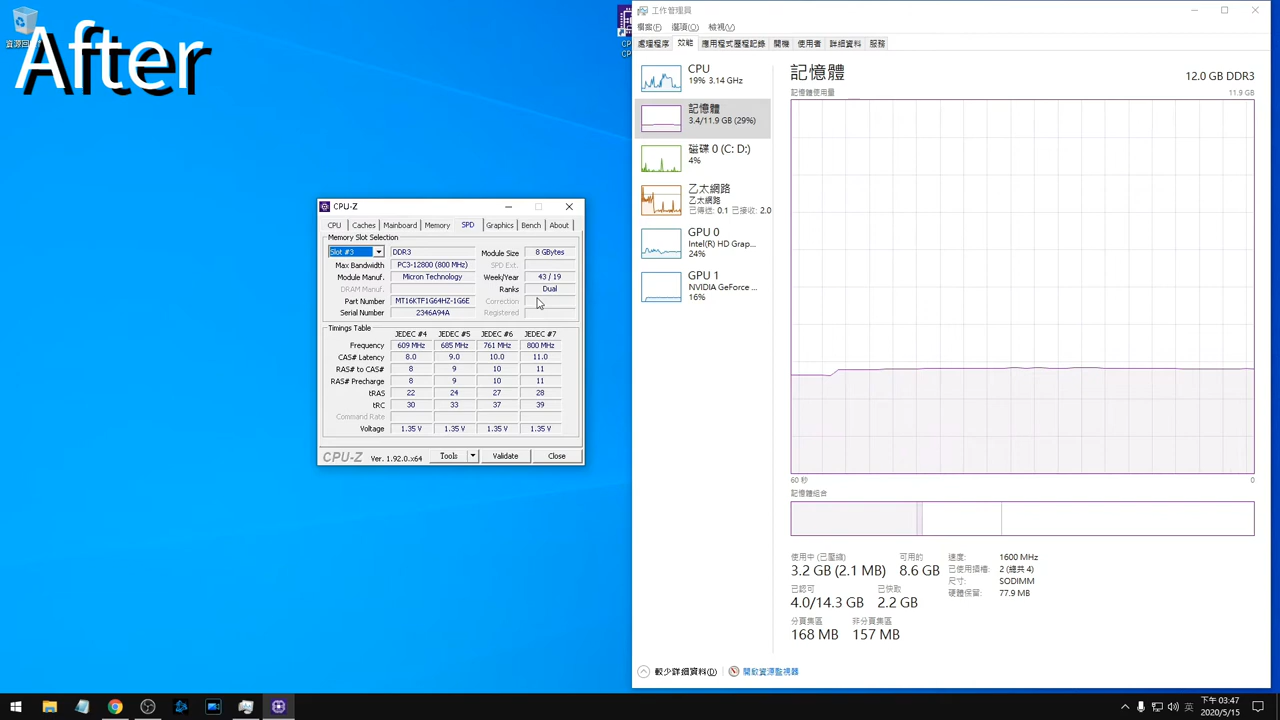 資源回
After
CP
CP
CPU-Z
CPU
Caches
Mainboard
Memory
SPD
Graphics
Bench
About
Memory Slot Selection
Slot #3
DDR3
Module Size
8 GBytes
Max Bandwidth
PC3-12800 (800 MHz)
SPD Ext.
Module Manuf.
Micron Technology
Week/Year
43 / 19
DRAM Manuf.
Ranks
Dual
Part Number
MT16KTF1G64HZ-1G6E
Correction
Serial Number
2346A94A
Registered
Timings Table
JEDEC #4 JEDEC #5 JEDEC #6 JEDEC #7
Frequency 609 MHz 685 MHz 761 MHz 800 MHz
CAS# Latency 8.0 9.0 10.0 11.0
RAS# to CAS# 8 9 10 11
RAS# Precharge 8 9 10 11
tRAS 22 24 27 28
tRC 30 33 37 39
Command Rate
Voltage 1.35 V 1.35 V 1.35 V 1.35 V
CPU-Z Ver. 1.92.0.x64
Tools
Validate
Close
工作管理員
檔案(F) 選項(O) 檢視(V)
處理程序 效能 應用程式歷程記錄 開機 使用者 詳細資料 服務
CPU
19% 3.14 GHz
記憶體
3.4/11.9 GB (29%)
磁碟 0 (C: D:)
4%
乙太網路
乙太網路
已傳送: 0.1 已接收: 2.0
GPU 0
Intel(R) HD Grap...
24%
GPU 1
NVIDIA GeForce ...
16%
記憶體
12.0 GB DDR3
記憶體使用量
11.9 GB
60 秒
0
記憶體組合
使用中 (已壓縮)
3.2 GB (2.1 MB)
可用的
8.6 GB
已認可
4.0/14.3 GB
已快取
2.2 GB
分頁集區
168 MB
非分頁集區
157 MB
速度: 1600 MHz
已使用插槽: 2 (總共 4)
尺寸: SODIMM
硬體保留: 77.9 MB
較少詳細資料(D)
開啟資源監視器
英
下午 03:47
2020/5/15